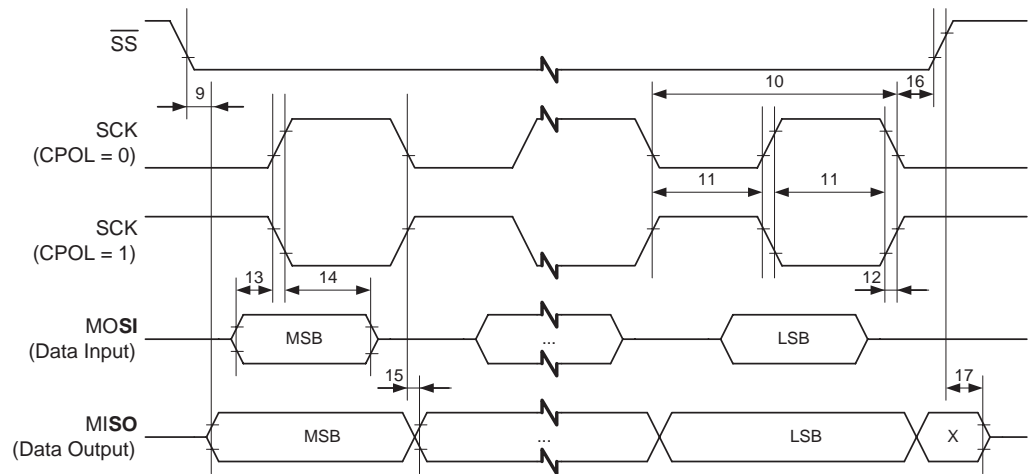 SS
10
9
16
SCK
(CPOL = 0)
11
11
SCK
(CPOL = 1)
13
14
12
MOSI
(Data Input)
MSB
...
LSB
15
17
MISO
(Data Output)
MSB
...
LSB
X